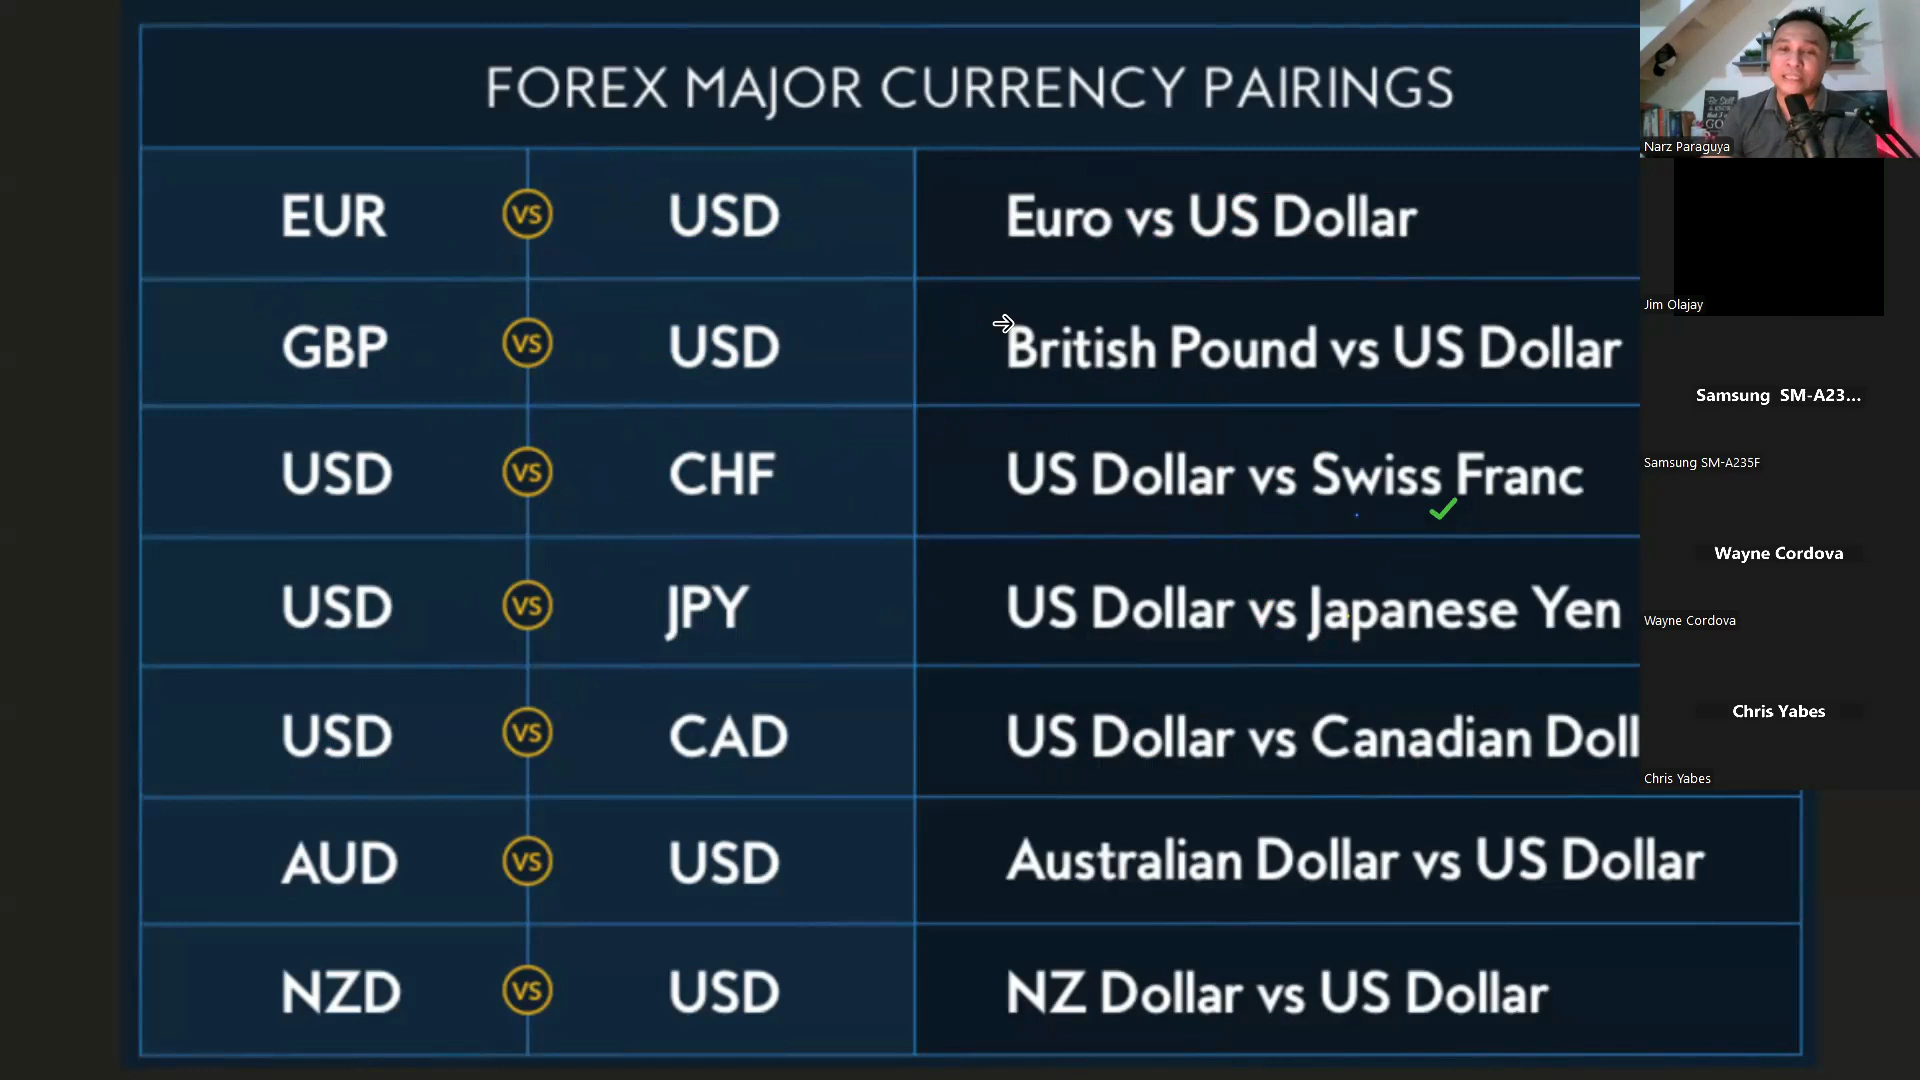 FOREX MAJOR CURRENCY PAIRINGS
EUR VS USD Euro vs US Dollar
GBP VS USD British Pound vs US Dollar
USD VS CHF US Dollar vs Swiss Franc
USD VS JPY US Dollar vs Japanese Yen
USD VS CAD US Dollar vs Canadian Doll
AUD VS USD Australian Dollar vs US Dollar
NZD VS USD NZ Dollar vs US Dollar
GO
Narz Paraguya
Jim Olajay
Samsung SM-A23...
Samsung SM-A235F
Wayne Cordova
Wayne Cordova
Chris Yabes
Chris Yabes